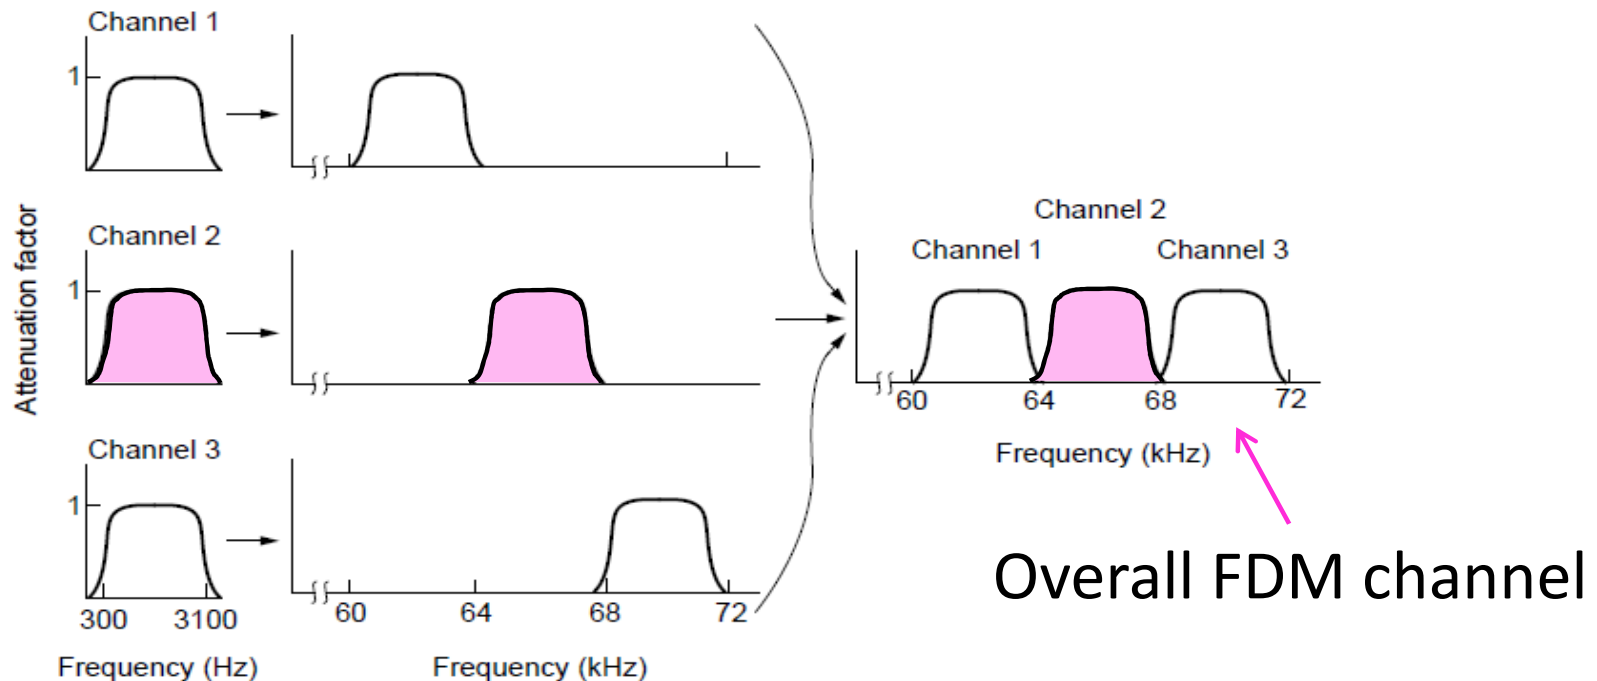 Channel 1
1
Attenuation factor
Channel 2
1
Channel 3
1
300 3100
Frequency (Hz)
60 64 68 72
Frequency (kHz)
Channel 2
Channel 1 Channel 3
60 64 68 72
Frequency (kHz)
Overall FDM channel